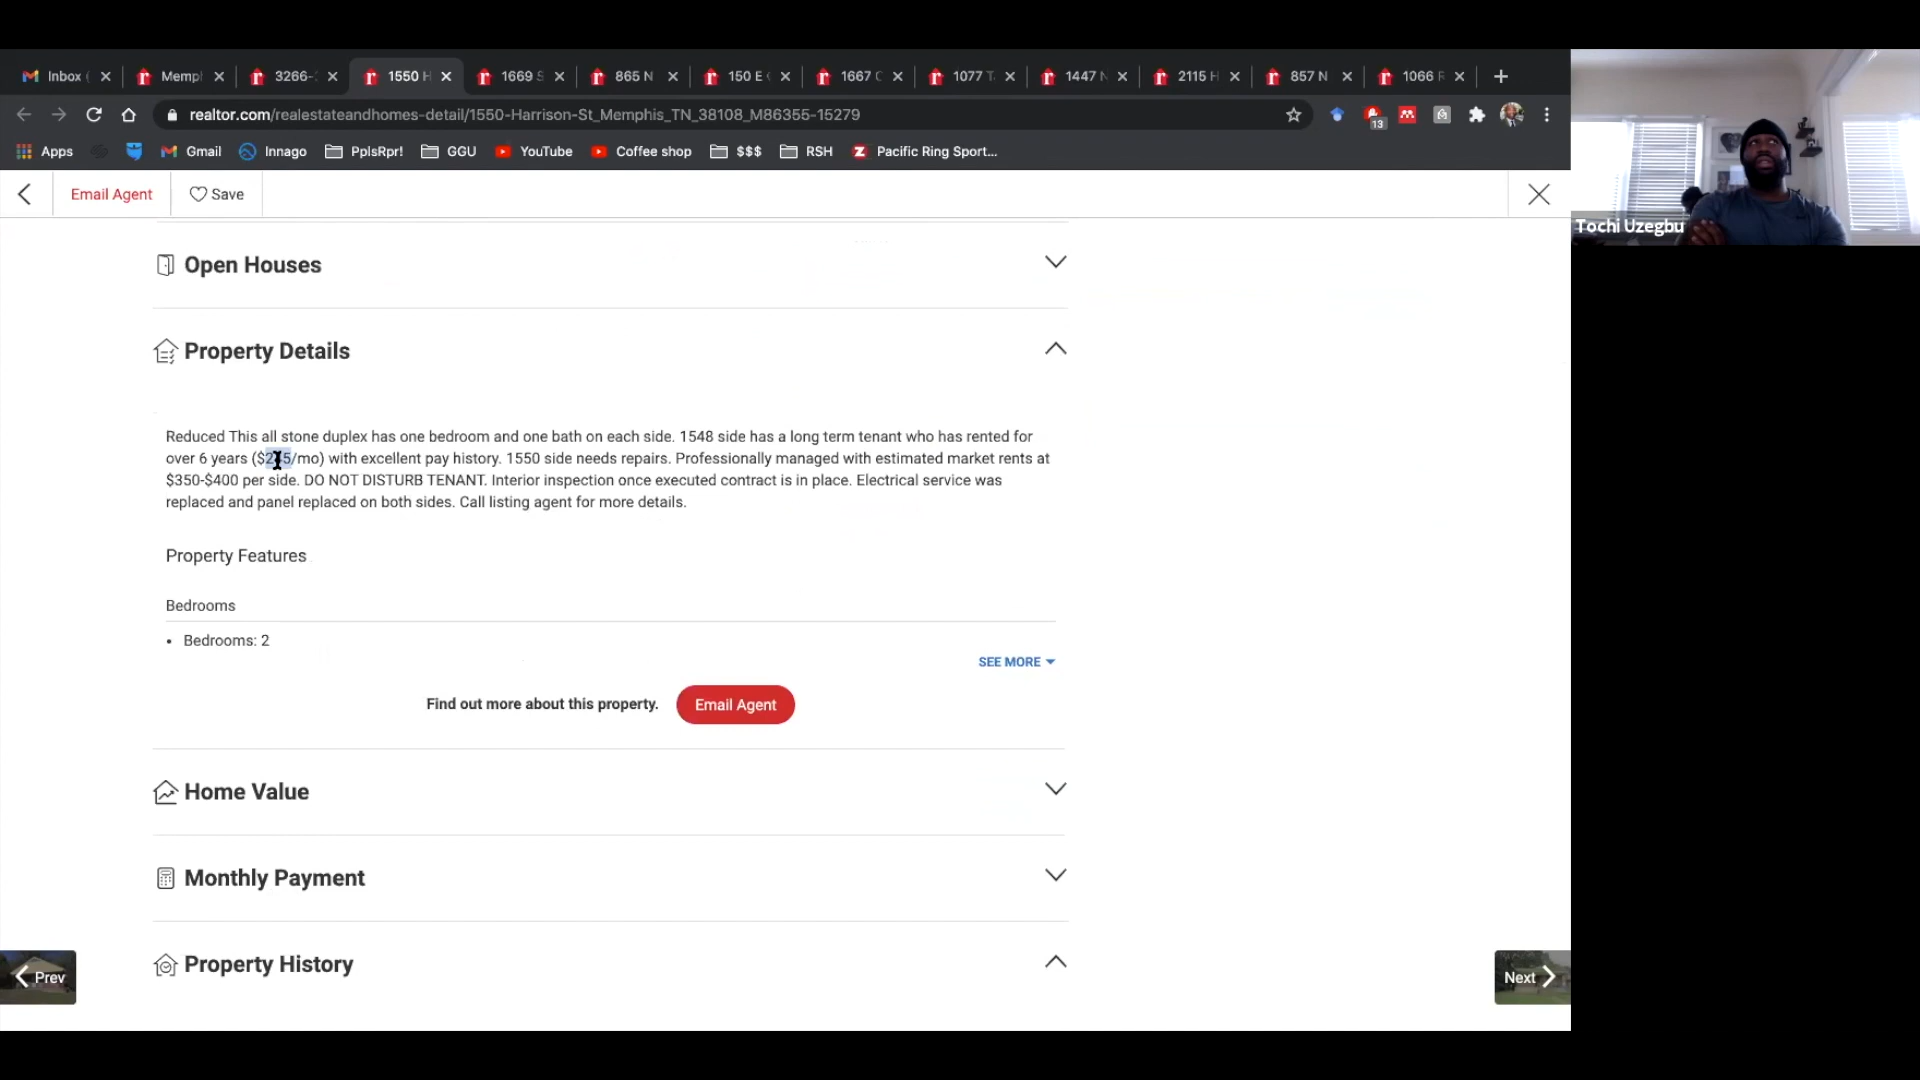 Inbox (
Memp
3266-
1550 H
1669 S
865 N
150 E
1667
1077
1447 N
2115 H
857 N
1066 R
realtor.com/realestateandhomes-detail/1550-Harrison-St_Memphis_TN_38108_M86355-15279
13
Apps
Gmail
Innago
PplsRpr!
GGU
YouTube
Coffee shop
$$$
RSH
Pacific Ring Sport...
Email Agent
Save
Tochi Uzegbu
Open Houses
Property Details
Reduced This all stone duplex has one bedroom and one bath on each side. 1548 side has a long term tenant who has rented for
over 6 years ($ /mo) with excellent pay history. 1550 side needs repairs. Professionally managed with estimated market rents at
$350-$400 per side. DO NOT DISTURB TENANT. Interior inspection once executed contract is in place. Electrical service was
replaced and panel replaced on both sides. Call listing agent for more details.
Property Features
Bedrooms
• Bedrooms: 2
SEE MORE
Find out more about this property.
Email Agent
Home Value
Monthly Payment
Property History
Prev
Next